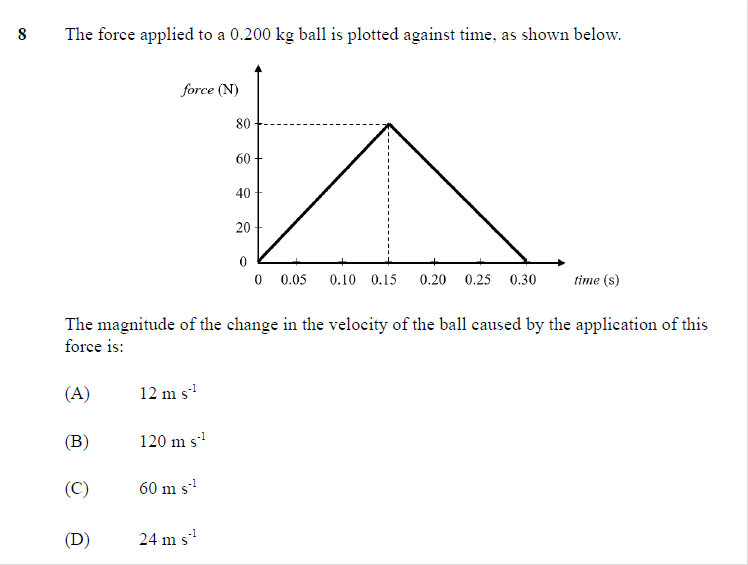 8 The force applied to a 0.200 kg ball is plotted against time, as shown below.
force (N)
80
60
40
20
0
0 0.05 0.10 0.15 0.20 0.25 0.30 time (s)
The magnitude of the change in the velocity of the ball caused by the application of this
force is:
(A) 12 m s⁻¹
(B) 120 m s⁻¹
(C) 60 m s⁻¹
(D) 24 m s⁻¹